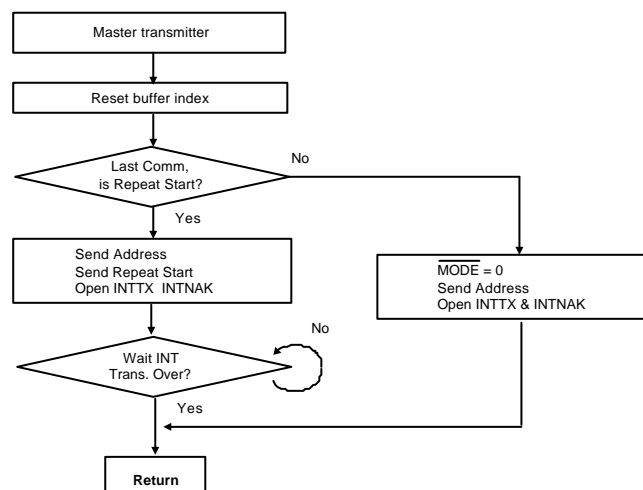 Master transmitter
Reset buffer index
Last Comm,
is Repeat Start?
No
Yes
Send Address
Send Repeat Start
Open INTTX INTNAK
MODE = 0
Send Address
Open INTTX & INTNAK
No
Wait INT
Trans. Over?
Yes
Return